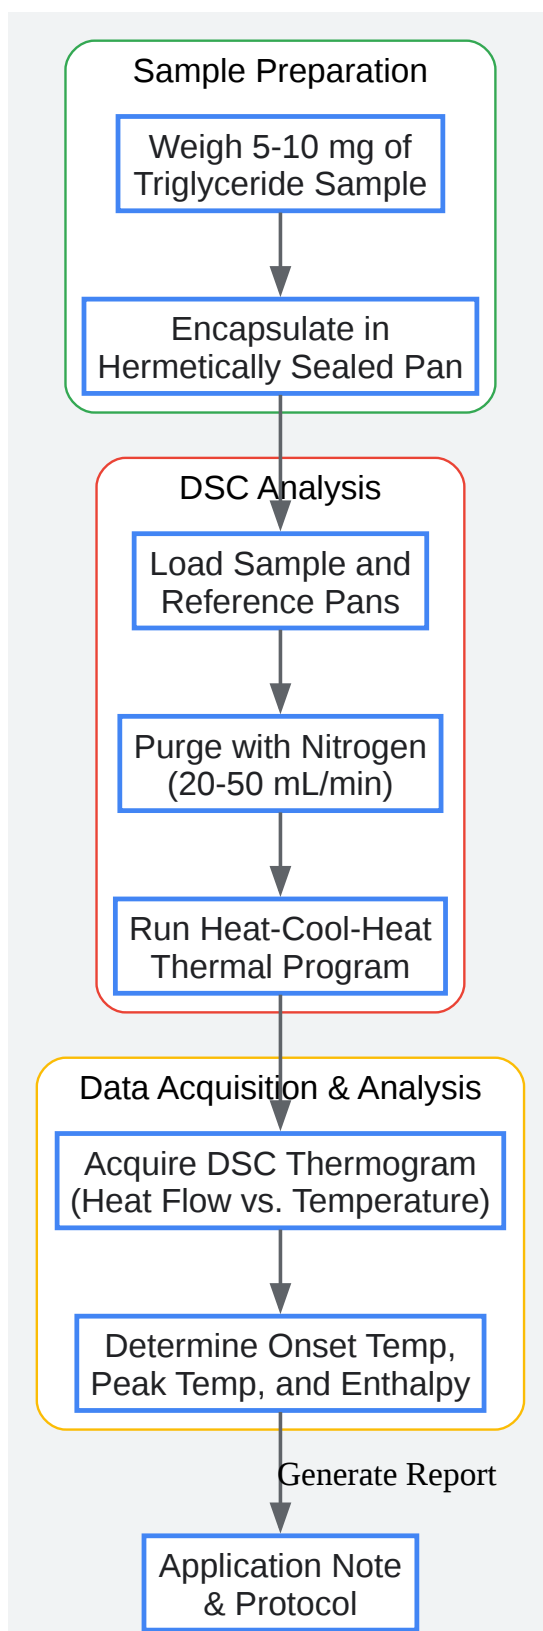 Sample Preparation
Weigh 5-10 mg of
Triglyceride Sample
Encapsulate in
Hermetically Sealed Pan
DSC Analysis
Load Sample and
Reference Pans
Purge with Nitrogen
(20-50 mL/min)
Run Heat-Cool-Heat
Thermal Program
Data Acquisition & Analysis
Acquire DSC Thermogram
(Heat Flow vs. Temperature)
Determine Onset Temp,
Peak Temp, and Enthalpy
Generate Report
Application Note
& Protocol